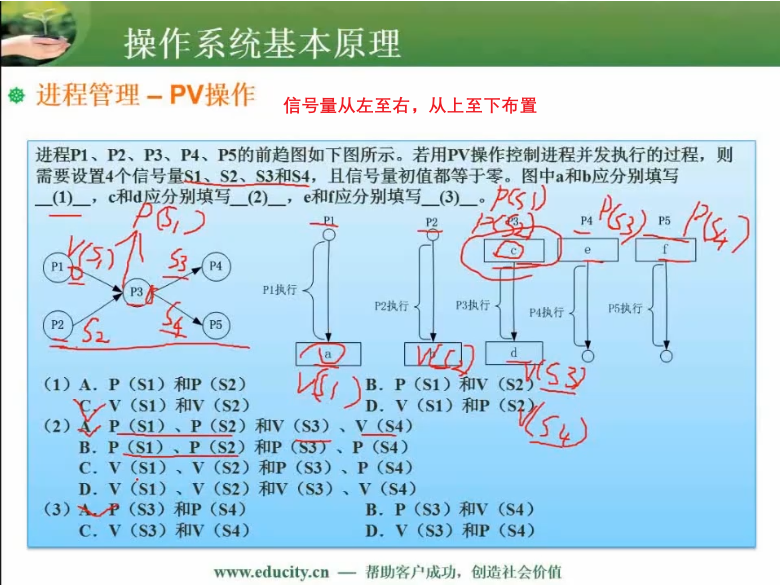 操作系统基本原理
进程管理 – PV操作
信号量从左至右，从上至下布置
进程P1、P2、P3、P4、P5的前趋图如下图所示。若用PV操作控制进程并发执行的过程，则
需要设置4个信号量S1、S2、S3和S4，且信号量初值都等于零。图中a和b应分别填写
__(1)__，c和d应分别填写__(2)__，e和f应分别填写__(3)__。
P(S1)
P(S1)
P(S2)
P(S3)
P(S4)
P1 P2 P3 P4 P5
V(S1)
c e f
P1 S3 P4
P3
P1执行 P2执行 P3执行 P4执行 P5执行
P2 S2 S4 P5
a V(S2) d
V(S1)
V(S3)
V(S4)
(1) A. P（S1）和P（S2） B. P（S1）和V（S2）
C. V（S1）和V（S2） D. V（S1）和P（S2）
(2) A. P（S1）、P（S2）和V（S3）、V（S4）
B. P（S1）、P（S2）和P（S3）、P（S4）
C. V（S1）、V（S2）和P（S3）、P（S4）
D. V（S1）、V（S2）和V（S3）、V（S4）
(3) A. P（S3）和P（S4） B. P（S3）和V（S4）
C. V（S3）和V（S4） D. V（S3）和P（S4）
www.educity.cn — 帮助客户成功，创造社会价值